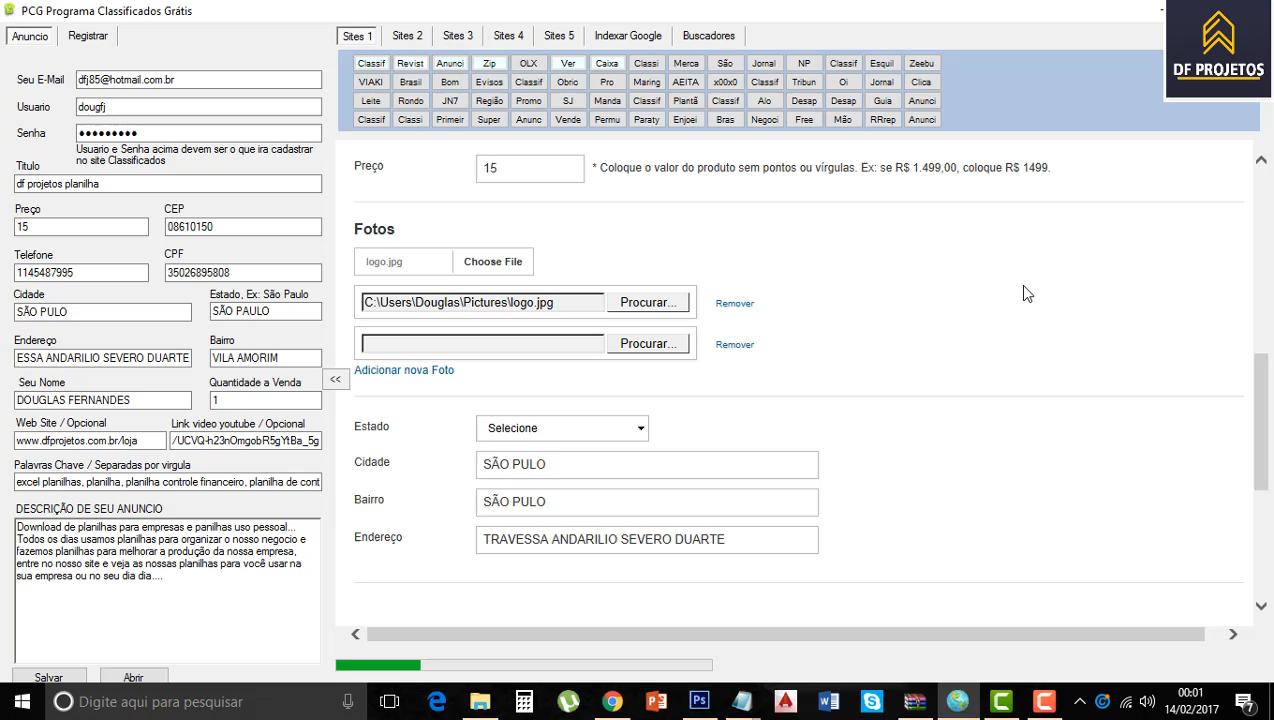 PCG Programa Classificados Grátis
Anuncio Registrar
Sites 1 Sites 2 Sites 3 Sites 4 Sites 5 Indexar Google Buscadores
DF PROJETOS
Classif Revist Anunci Zip OLX Ver Caixa Classi Merca São Jornal NP Classif Esquil Zeebu
VIAKI Brasil Bom Evisos Classif Obric Pro Maring AEITA x00x0 Classif Tribun Oi Jornal Clica
Leite Rondo JN7 Região Promo SJ Manda Classif Plantã Classif Alo Desap Desap Guia Anunci
Classif Classi Primeir Super Anunc Vende Permu Paraty Enjoei Bras Negoci Free Mão RRrep Anunci
Seu E-Mail dfj85@hotmail.com.br
Usuario dougfj
Senha ●●●●●●●●●
Usuario e Senha acima devem ser o que ira cadastrar
no site Classificados
Titulo
df projetos planilha
Preço CEP
15 08610150
Telefone CPF
1145487995 35026895808
Cidade Estado, Ex: São Paulo
SÃO PULO SÃO PAULO
Endereço Bairro
ESSA ANDARILIO SEVERO DUARTE VILA AMORIM
Seu Nome Quantidade a Venda
DOUGLAS FERNANDES 1
Web Site / Opcional Link video youtube / Opcional
www.dfprojetos.com.br/loja /UCVQ-h23nOmgobR5gYtBa_5g
Palavras Chave / Separadas por virgula
excel planilhas, planilha, planilha controle financeiro, planilha de cont
DESCRIÇÃO DE SEU ANUNCIO
Download de planilhas para empresas e panilhas uso pessoal...
Todos os dias usamos planilhas para organizar o nosso negocio e
fazemos planilhas para melhorar a produção da nossa empresa,
entre no nosso site e veja as nossas planilhas para você usar na
sua empresa ou no seu dia dia....
Salvar Abrir
<<
Preço 15 * Coloque o valor do produto sem pontos ou vírgulas. Ex: se R$ 1.499,00, coloque R$ 1499.
Fotos
logo.jpg Choose File
C:\Users\Douglas\Pictures\logo.jpg Procurar... Remover
Procurar... Remover
Adicionar nova Foto
Estado Selecione
Cidade SÃO PULO
Bairro SÃO PULO
Endereço TRAVESSA ANDARILIO SEVERO DUARTE
Digite aqui para pesquisar
00:01
14/02/2017
7